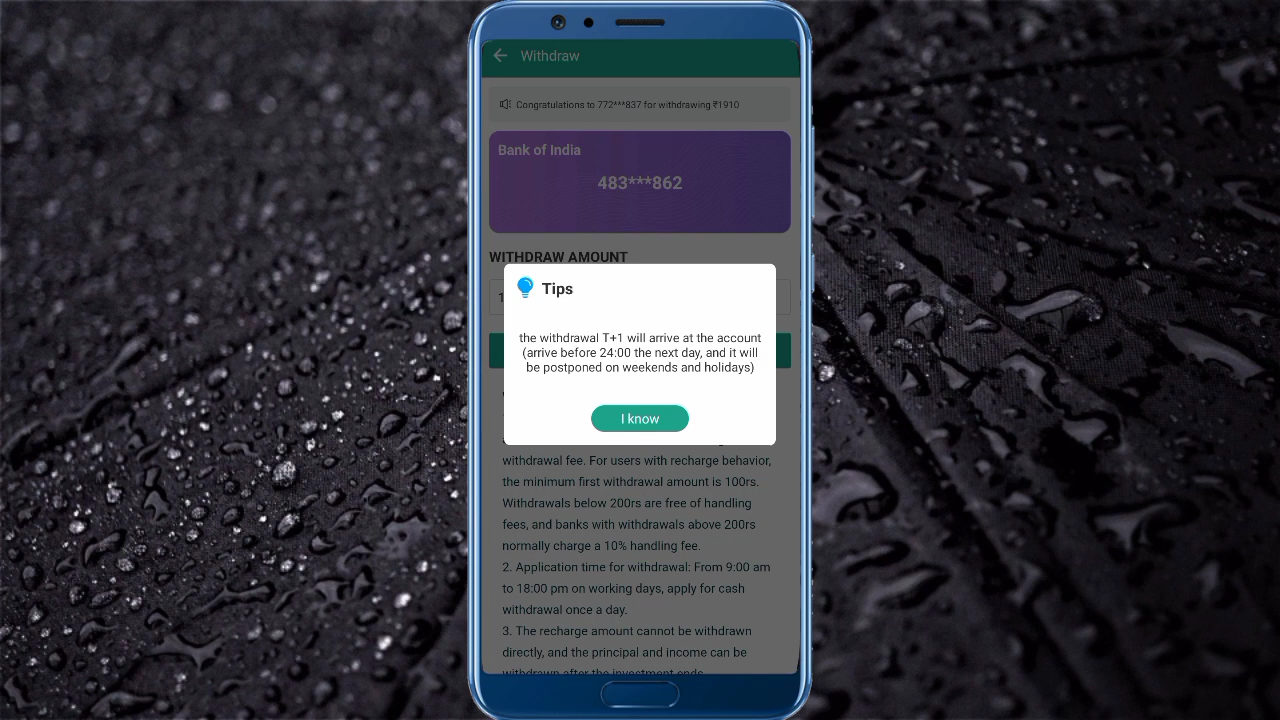 Withdraw
Congratulations to 772***837 for withdrawing ₹1910
Bank of India
483***862
WITHDRAW AMOUNT
1
Tips
the withdrawal T+1 will arrive at the account
(arrive before 24:00 the next day, and it will
be postponed on weekends and holidays)
I know
withdrawal fee. For users with recharge behavior,
the minimum first withdrawal amount is 100rs.
Withdrawals below 200rs are free of handling
fees, and banks with withdrawals above 200rs
normally charge a 10% handling fee.
2. Application time for withdrawal: From 9:00 am
to 18:00 pm on working days, apply for cash
withdrawal once a day.
3. The recharge amount cannot be withdrawn
directly, and the principal and income can be
withdrawn after the investment ends